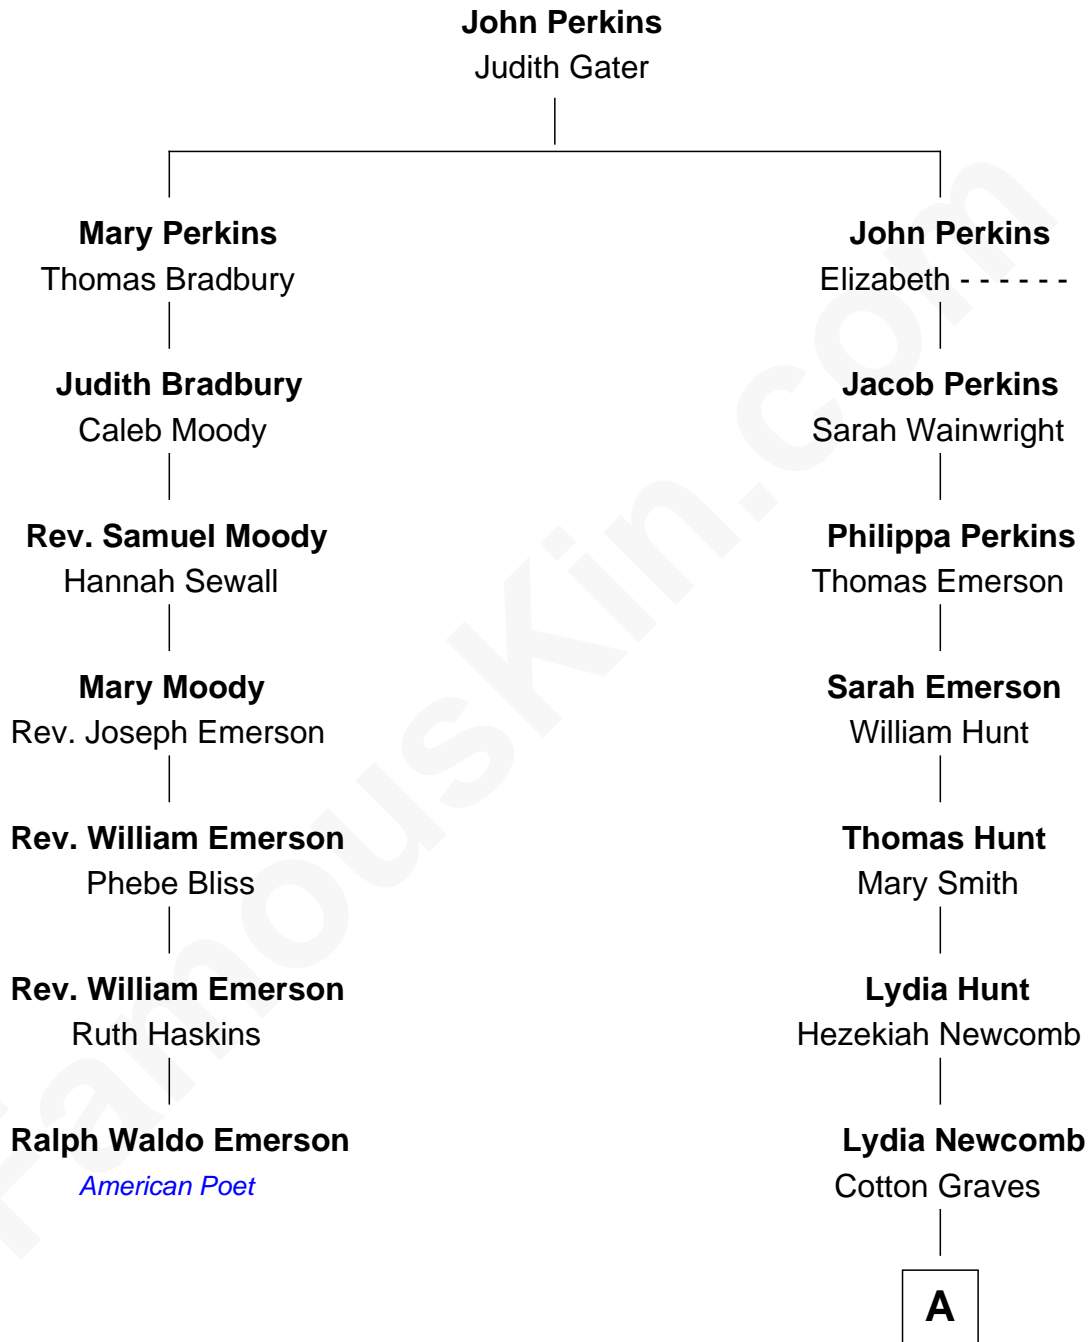 John Perkins
Judith Gater
Mary Perkins
Thomas Bradbury
John Perkins
Elizabeth - - - - - -
Judith Bradbury
Caleb Moody
Jacob Perkins
Sarah Wainwright
Rev. Samuel Moody
Hannah Sewall
Philippa Perkins
Thomas Emerson
Mary Moody
Rev. Joseph Emerson
Sarah Emerson
William Hunt
Rev. William Emerson
Phebe Bliss
Thomas Hunt
Mary Smith
Rev. William Emerson
Ruth Haskins
Lydia Hunt
Hezekiah Newcomb
Ralph Waldo Emerson
American Poet
Lydia Newcomb
Cotton Graves
A
FamousKin.com